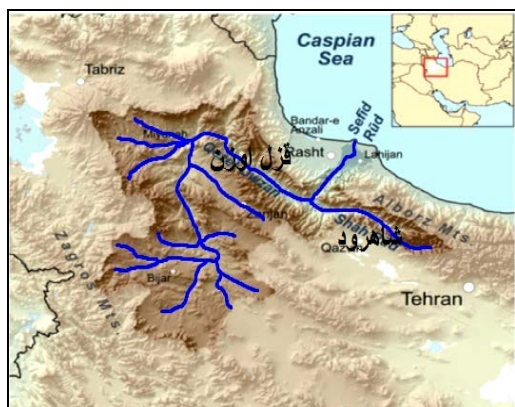 Caspian
Sea
Tabriz
Bandar-e
Anzali
Sefid
Rūd
Rasht
Lahijan
قزل اوزن
Zanjan
Alborz Mts.
شاهرود
Qazvin
Bijar
Zagros Mts.
Tehran